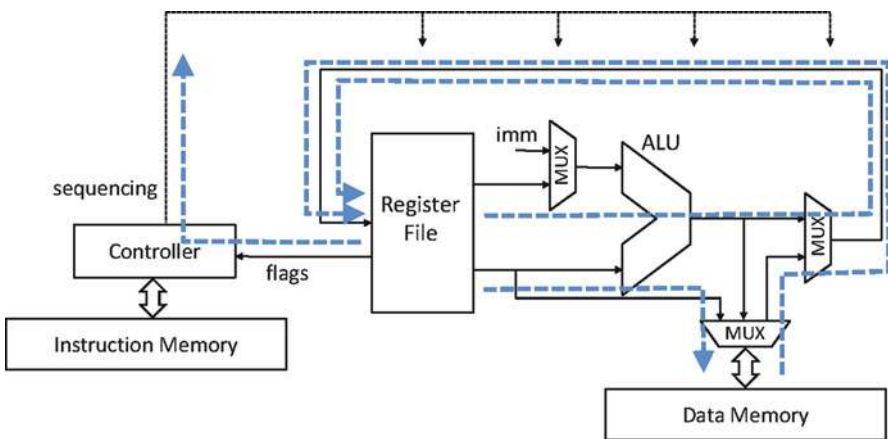 imm
MUX
ALU
sequencing
Register
File
MUX
Controller
flags
MUX
Instruction Memory
Data Memory